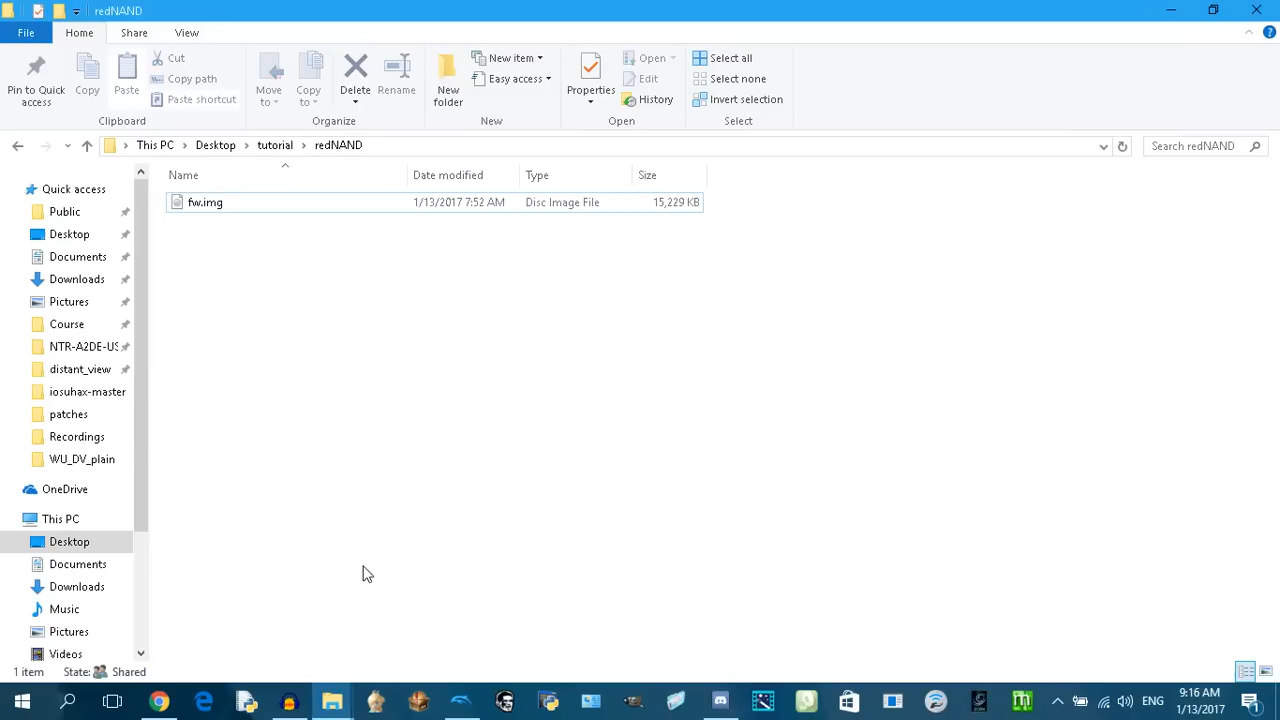 redNAND
File Home Share View
Pin to Quick access
Copy
Paste
Cut
Copy path
Paste shortcut
Clipboard
Move to
Copy to
Delete
Rename
Organize
New folder
New item
Easy access
New
Properties
Open
Edit
History
Open
Select all
Select none
Invert selection
Select
This PC > Desktop > tutorial > redNAND
Search redNAND
Name Date modified Type Size
fw.img 1/13/2017 7:52 AM Disc Image File 15,229 KB
Quick access
Public
Desktop
Documents
Downloads
Pictures
Course
NTR-A2DE-US
distant_view
iosuhax-master
patches
Recordings
WU_DV_plain
OneDrive
This PC
Desktop
Documents
Downloads
Music
Pictures
Videos
1 item State: Shared
ENG
9:16 AM
1/13/2017
1